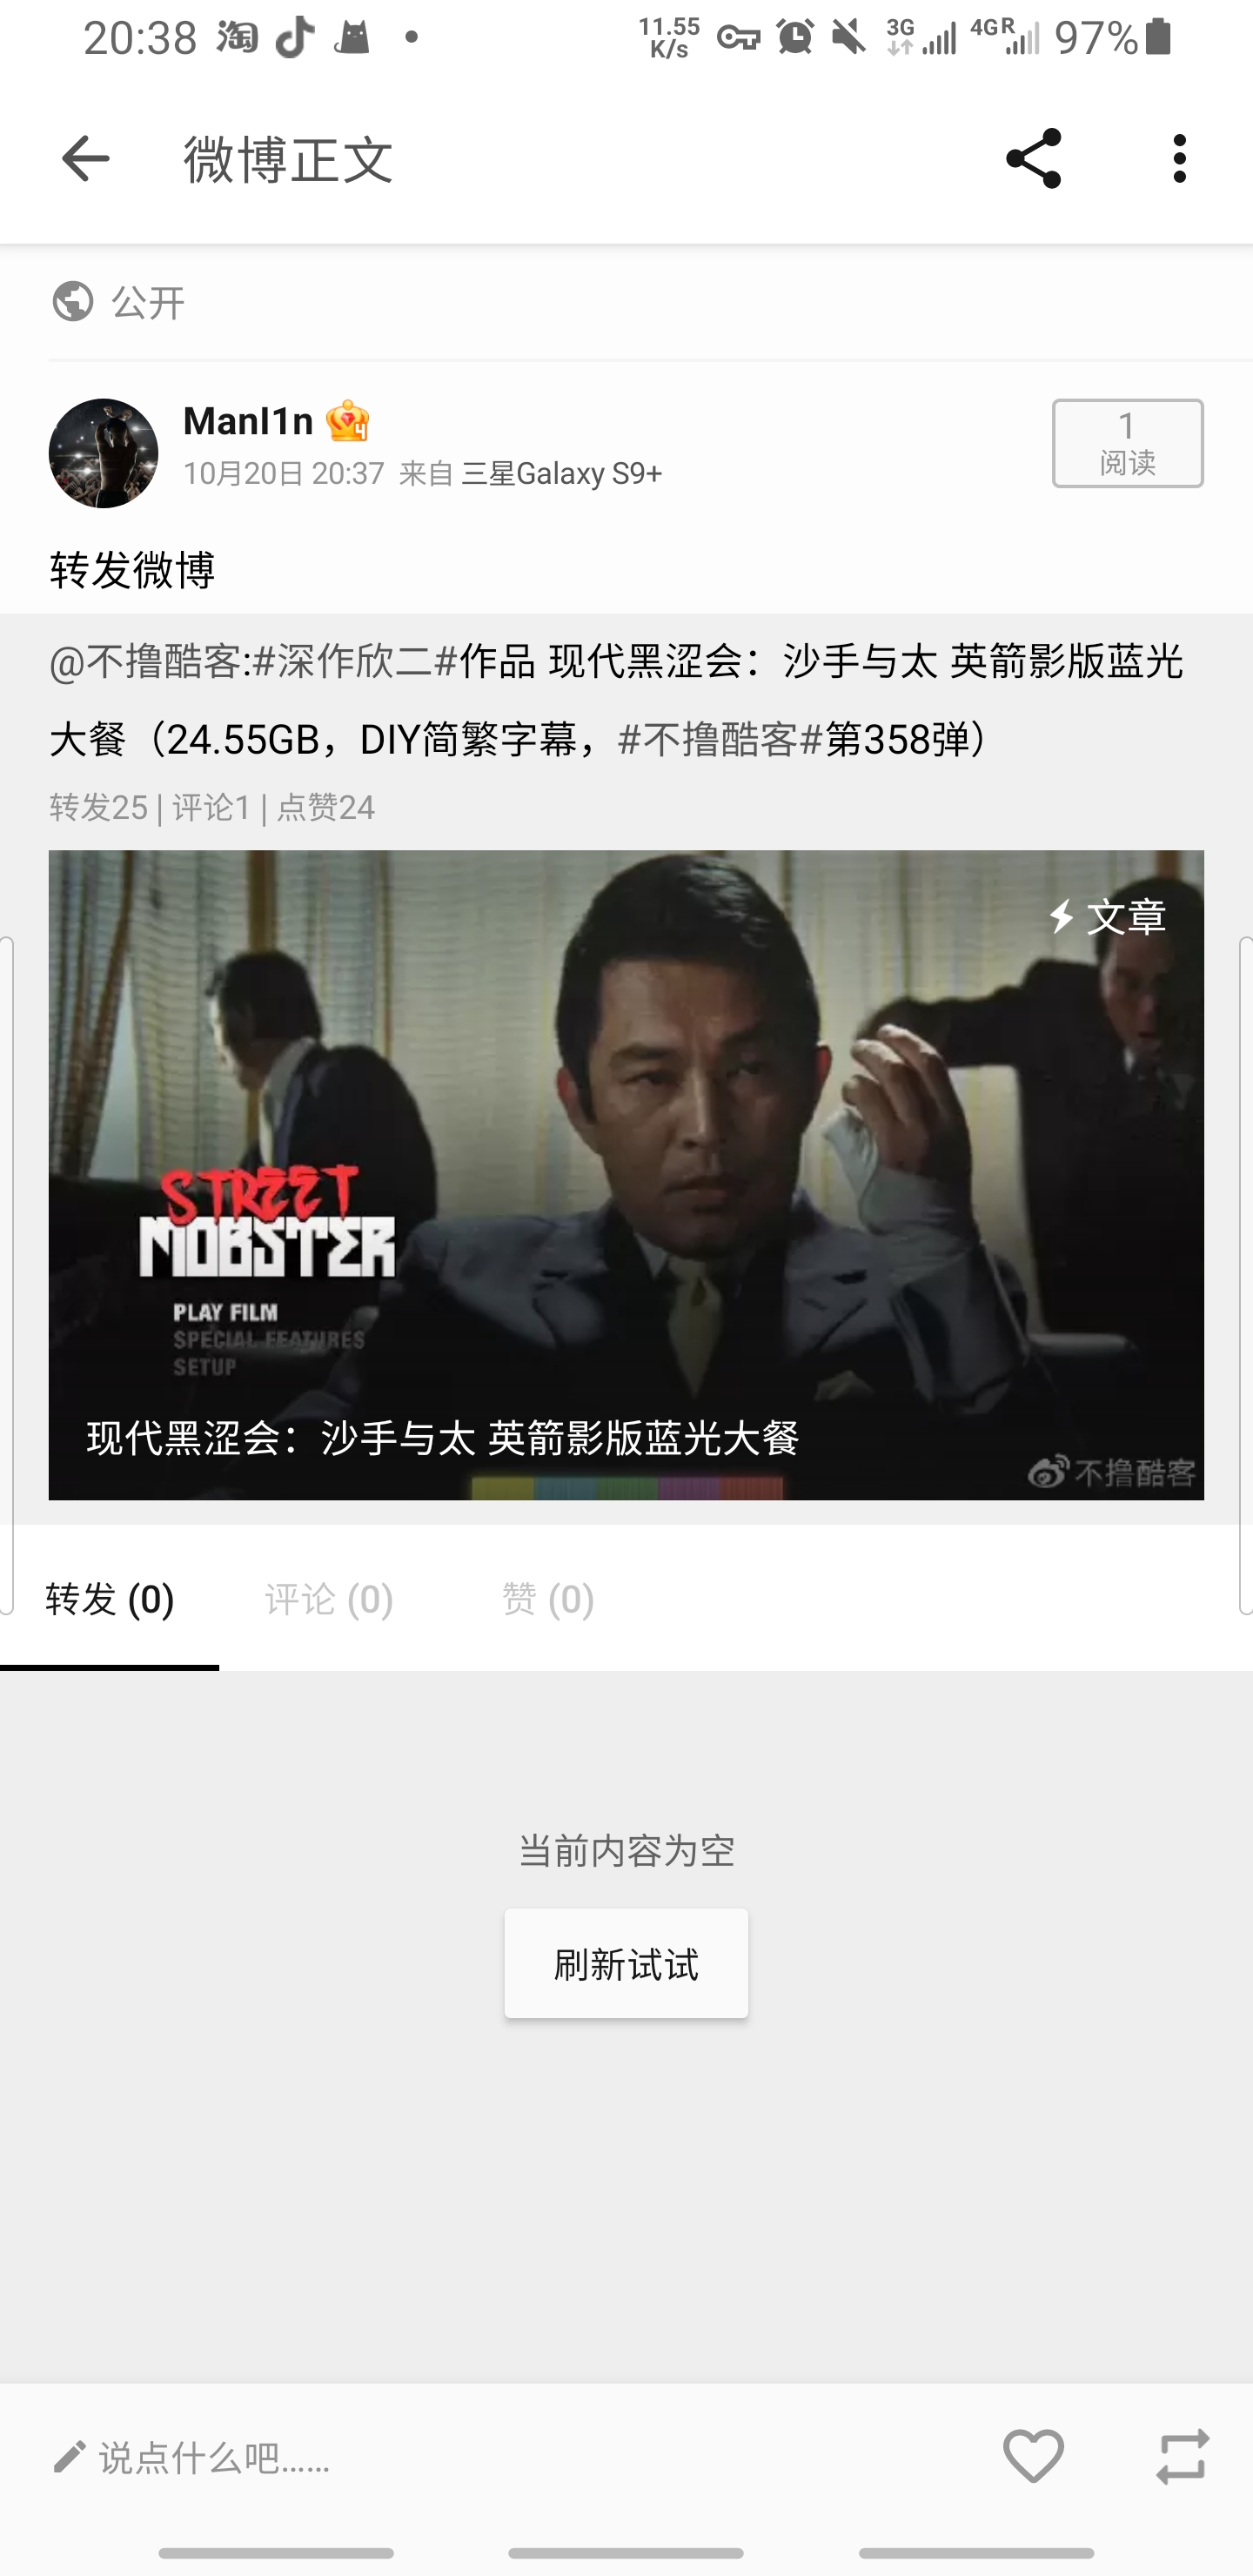 20:38 淘 11.55 K/s 3G 4G R 97%
微博正文
公开
ManI1n 4
10月20日 20:37 来自 三星Galaxy S9+
1
阅读
转发微博
@不撸酷客:#深作欣二#作品 现代黑涩会：沙手与太 英箭影版蓝光
大餐（24.55GB，DIY简繁字幕，#不撸酷客#第358弹）
转发25 | 评论1 | 点赞24
文章
STREET
MOBSTER
PLAY FILM
SPECIAL FEATURES
SETUP
现代黑涩会：沙手与太 英箭影版蓝光大餐
不撸酷客
转发 (0) 评论 (0) 赞 (0)
当前内容为空
刷新试试
说点什么吧......